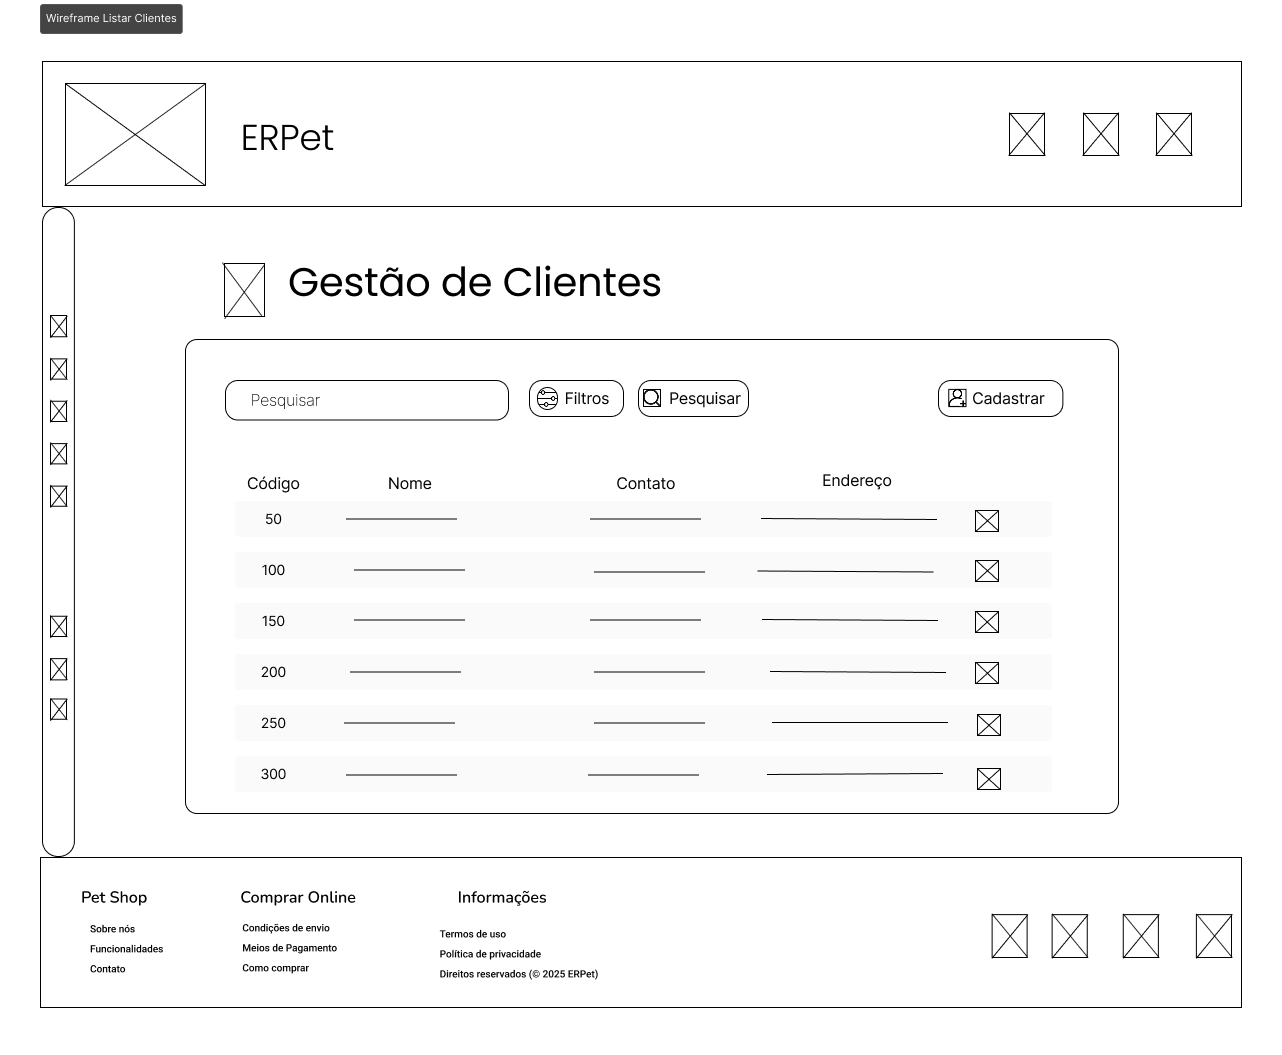 Wireframe Listar Clientes
ERPet
Gestão de Clientes
Pesquisar
Filtros
Pesquisar
Cadastrar
Código Nome Contato Endereço
50
100
150
200
250
300
Pet Shop
Sobre nós
Funcionalidades
Contato
Comprar Online
Condições de envio
Meios de Pagamento
Como comprar
Informações
Termos de uso
Política de privacidade
Direitos reservados (© 2025 ERPet)